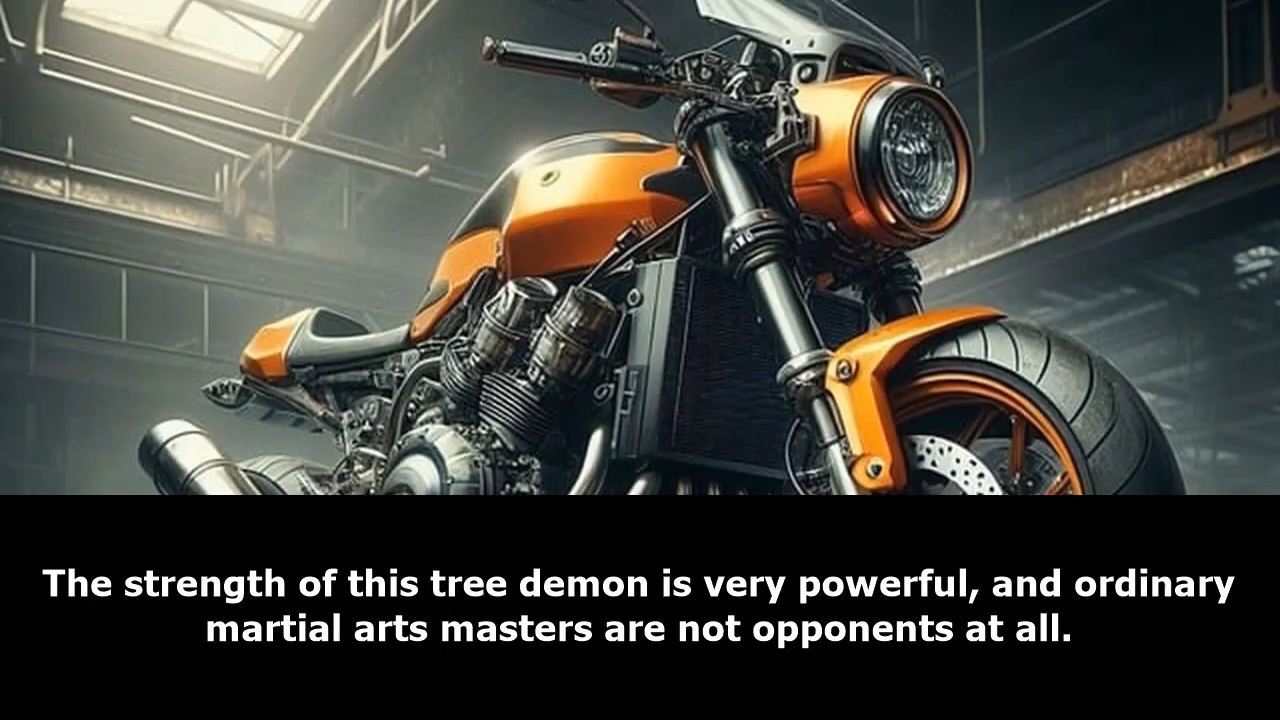 The strength of this tree demon is very powerful, and ordinary
martial arts masters are not opponents at all.